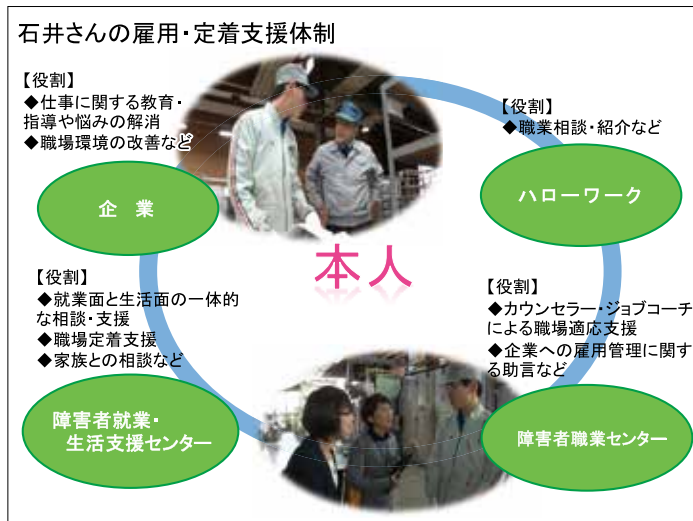 石井さんの雇用・定着支援体制
【役割】
◆仕事に関する教育・
指導や悩みの解消
◆職場環境の改善など
企　業
【役割】
◆職業相談・紹介など
ハローワーク
本人
【役割】
◆就業面と生活面の一体的
な相談・支援
◆職場定着支援
◆家族との相談など
障害者就業・
生活支援センター
【役割】
◆カウンセラー・ジョブコーチ
による職場適応支援
◆企業への雇用管理に関す
る助言など
障害者職業センター